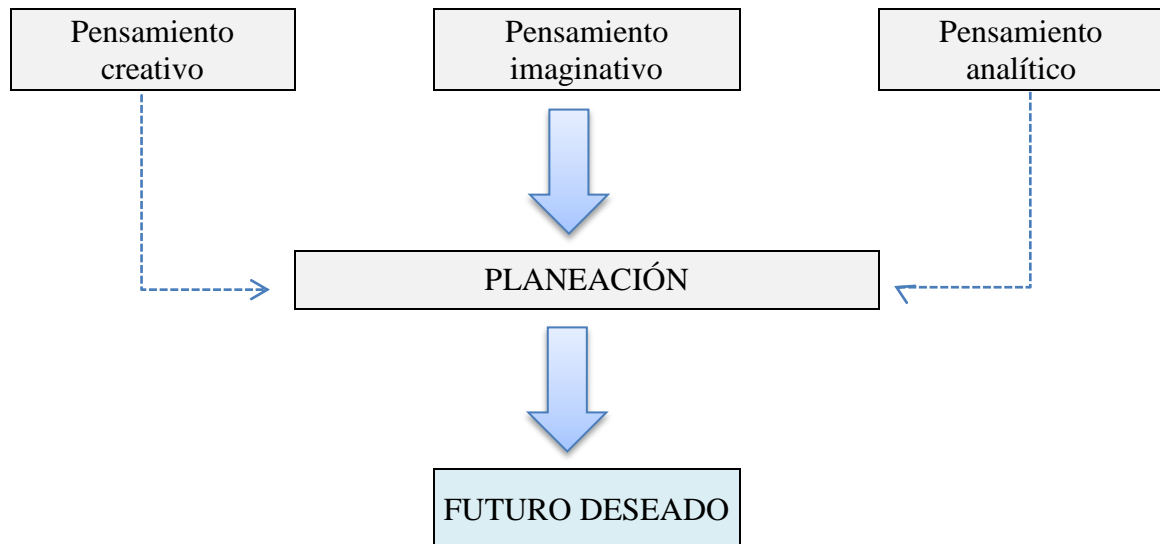 Pensamiento
creativo
Pensamiento
imaginativo
Pensamiento
analítico
PLANEACIÓN
FUTURO DESEADO